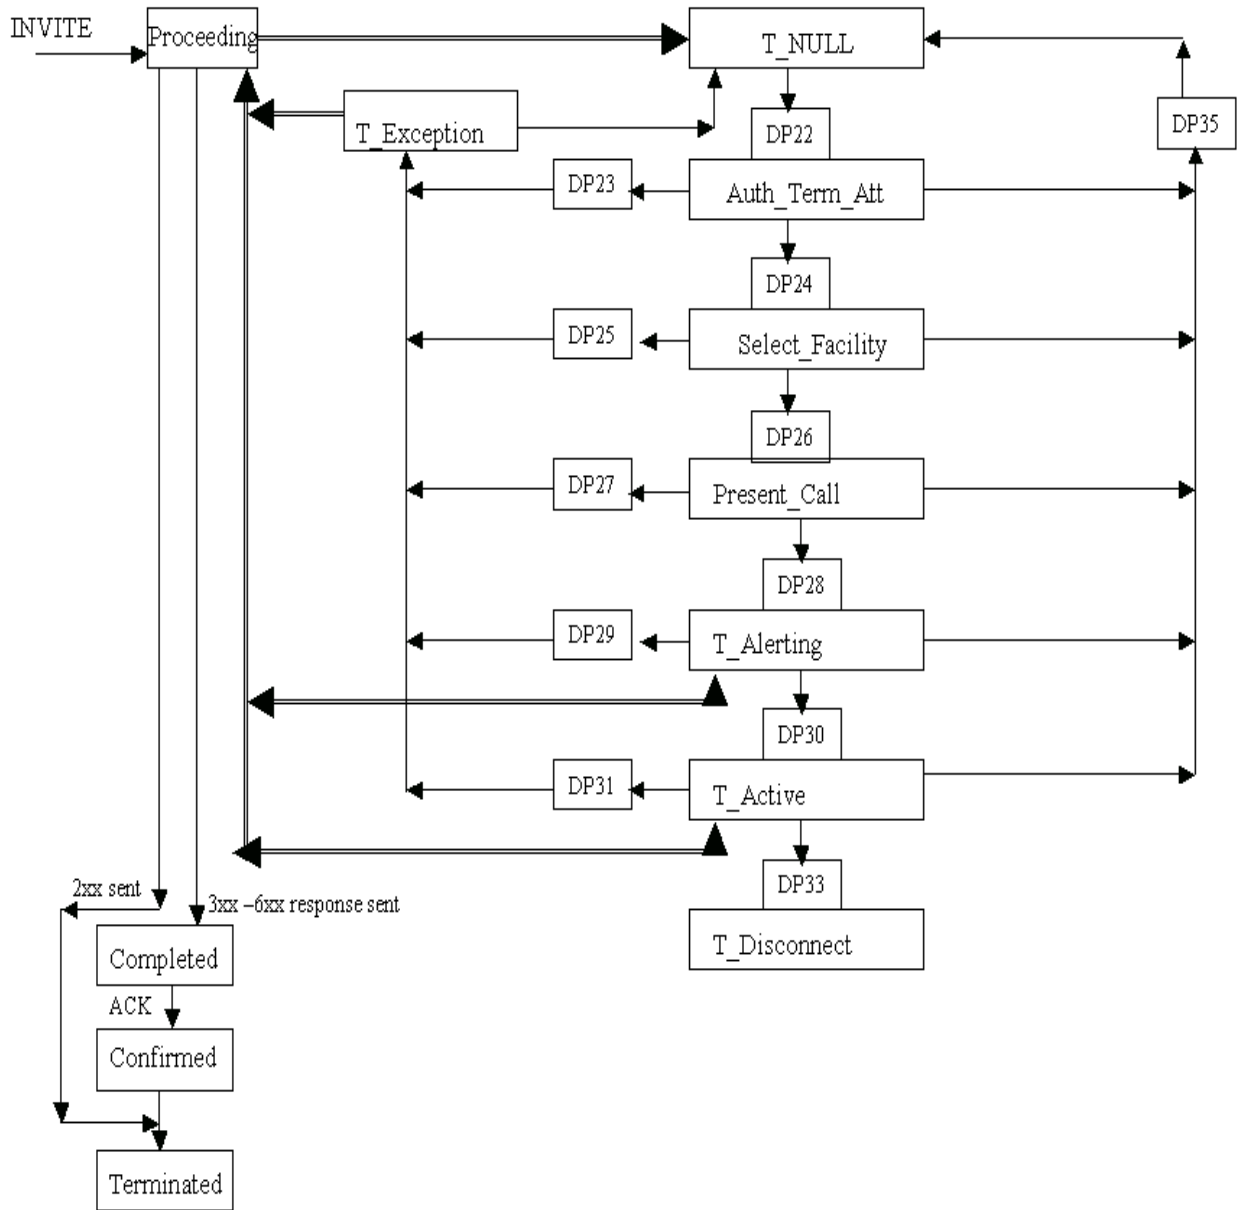 INVITE
Proceeding
T_NULL
T_Exception
DP22
DP35
DP23
Auth_Term_Att
DP24
DP25
Select_Facility
DP26
DP27
Present_Call
DP28
DP29
T_Alerting
DP30
DP31
T_Active
DP33
2xx sent
3xx –6xx response sent
T_Disconnect
Completed
ACK
Confirmed
Terminated